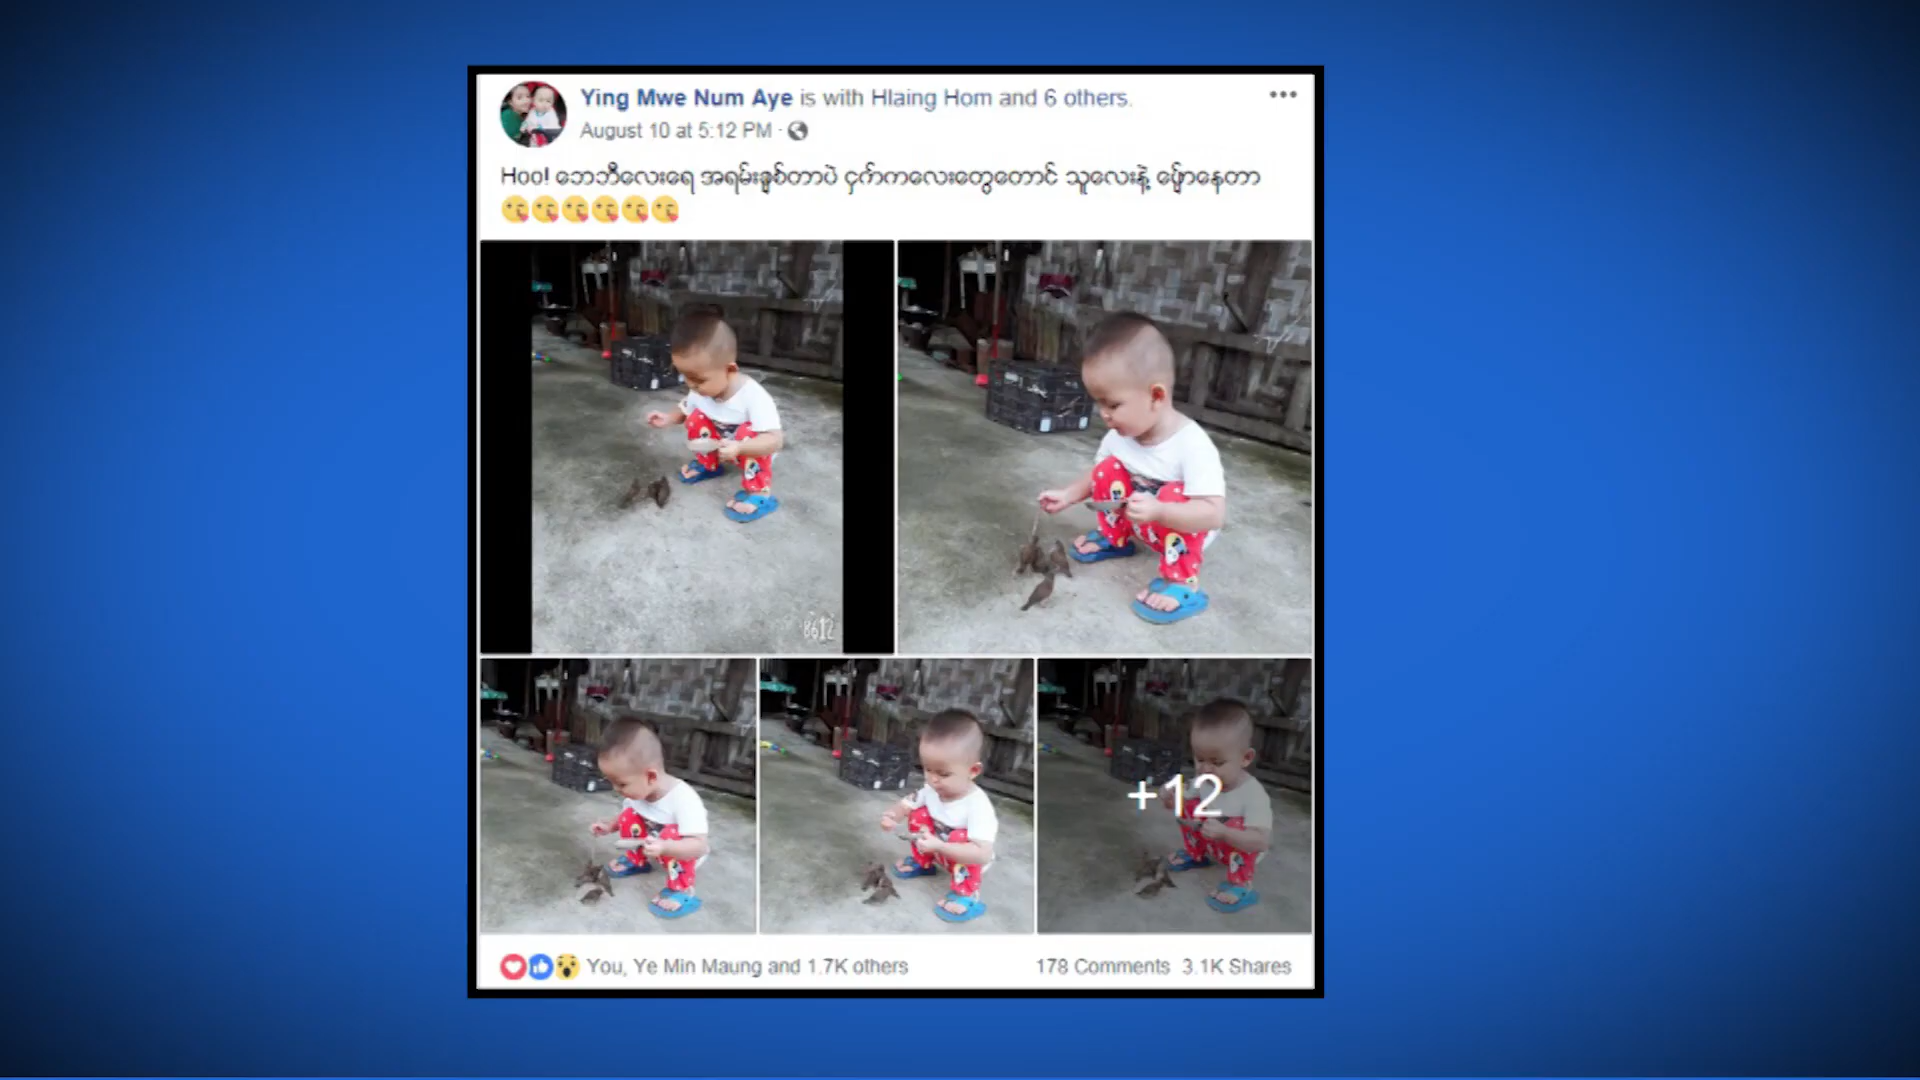 Ying Mwe Num Aye is with Hlaing Hom and 6 others.
August 10 at 5:12 PM
Hoo! ဘေဘီလေးရေ အရမ်းချစ်တာပဲ ငှက်ကလေးတွေတောင် သူလေးနဲ့ ပျော်နေတာ
8612
+12
You, Ye Min Maung and 1.7K others 178 Comments 3.1K Shares